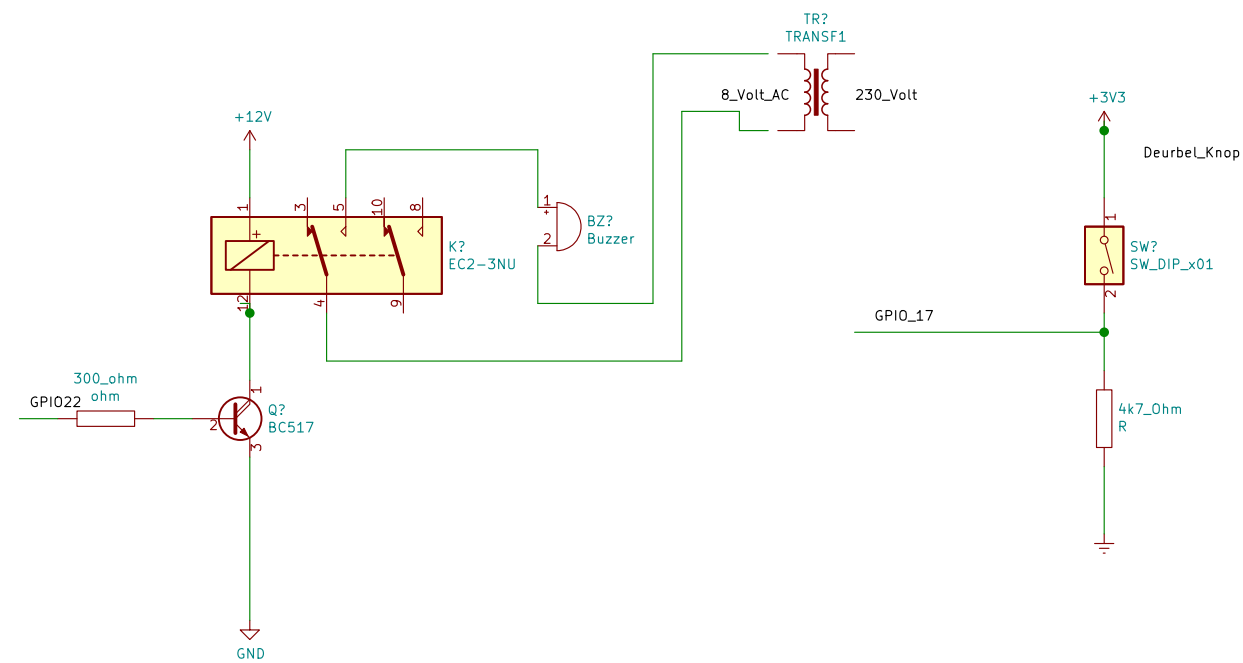 TR?
TRANSF1
8_Volt_AC
230_Volt
+3V3
Deurbel_Knop
+12V
1
3
5
10
8
+
K?
EC2-3NU
12
4
9
1
+
2
BZ?
Buzzer
1
SW?
SW_DIP_x01
2
GPIO_17
300_ohm
ohm
GPIO22
1
2
3
Q?
BC517
4k7_Ohm
R
GND